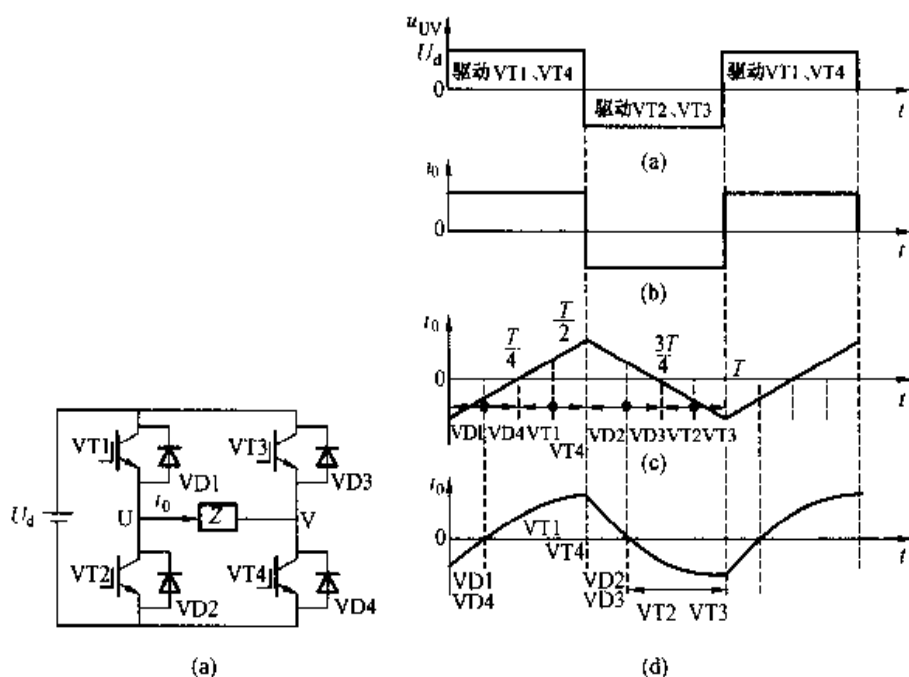 u_UV
U_d
驱动VT1、VT4
驱动VT1、VT4
0
驱动VT2、VT3
t
(a)
i_0
0
t
(b)
i_0
T/4
T/2
3T/4
T
0
VD1 VD4 VT1 VT4 VD2 VD3 VT2 VT3
(c)
i_0
0
t
VT1
VT4
VD1
VD4
VD2
VD3
VT2 VT3
(d)
VT1
VT3
VD1
VD3
U_d
i_0
U
Z
V
VT2
VT4
VD2
VD4
(a)